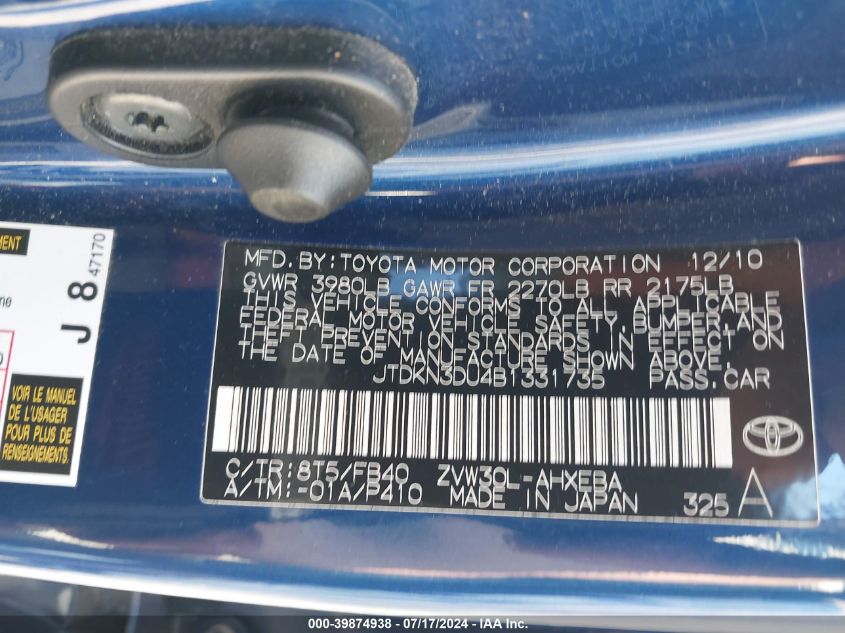 MENT
J 8 47170
me
MFD. BY: TOYOTA MOTOR CORPORATION 12/10
GVWR 3980LB GAWR FR 2270LB RR 2175LB
THIS VEHICLE CONFORMS TO ALL APPLICABLE
FEDERAL MOTOR VEHICLE SAFETY, BUMPER, AND
THEFT PREVENTION STANDARDS IN EFFECT ON
THE DATE OF MANUFACTURE SHOWN ABOVE.
JTDKN3DU4B1331735 PASS. CAR
VOIR LE
MANUEL
DE L'USAGER
POUR PLUS DE
RENSEIGNEMENTS.
C/TR: 8T5/FB40 ZVW30L-AHXEBA
A/TM: -01A/P410 MADE IN JAPAN 325 A
000-39874938 - 07/17/2024 - IAA Inc.